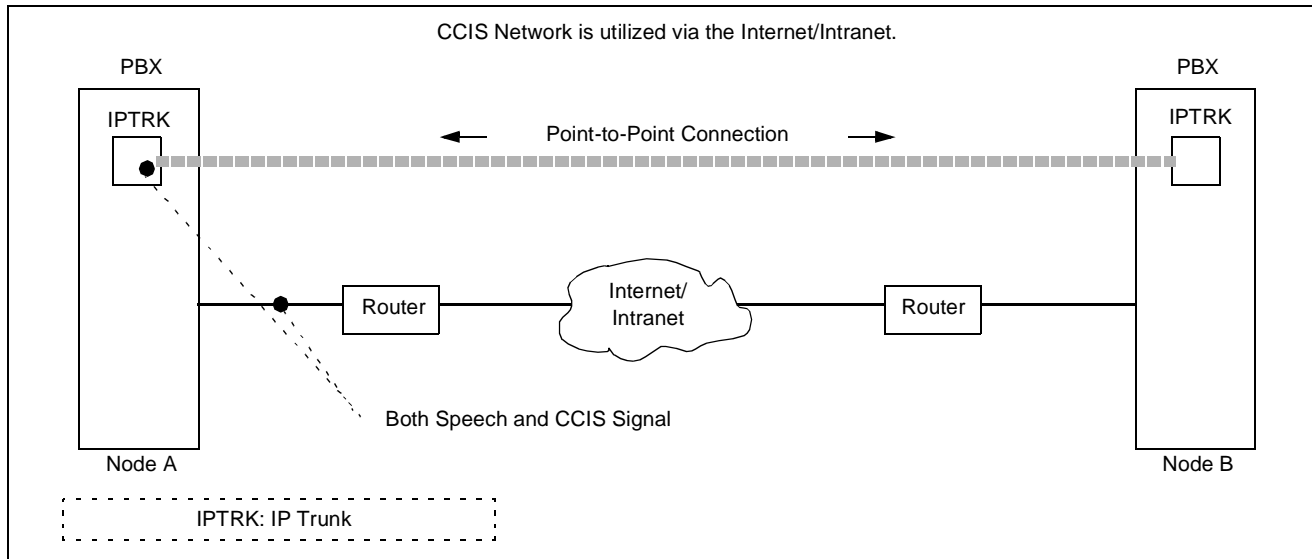 CCIS Network is utilized via the Internet/Intranet.
PBX
PBX
IPTRK
IPTRK
Point-to-Point Connection
Router
Internet/
Intranet
Router
Both Speech and CCIS Signal
Node A
Node B
IPTRK: IP Trunk